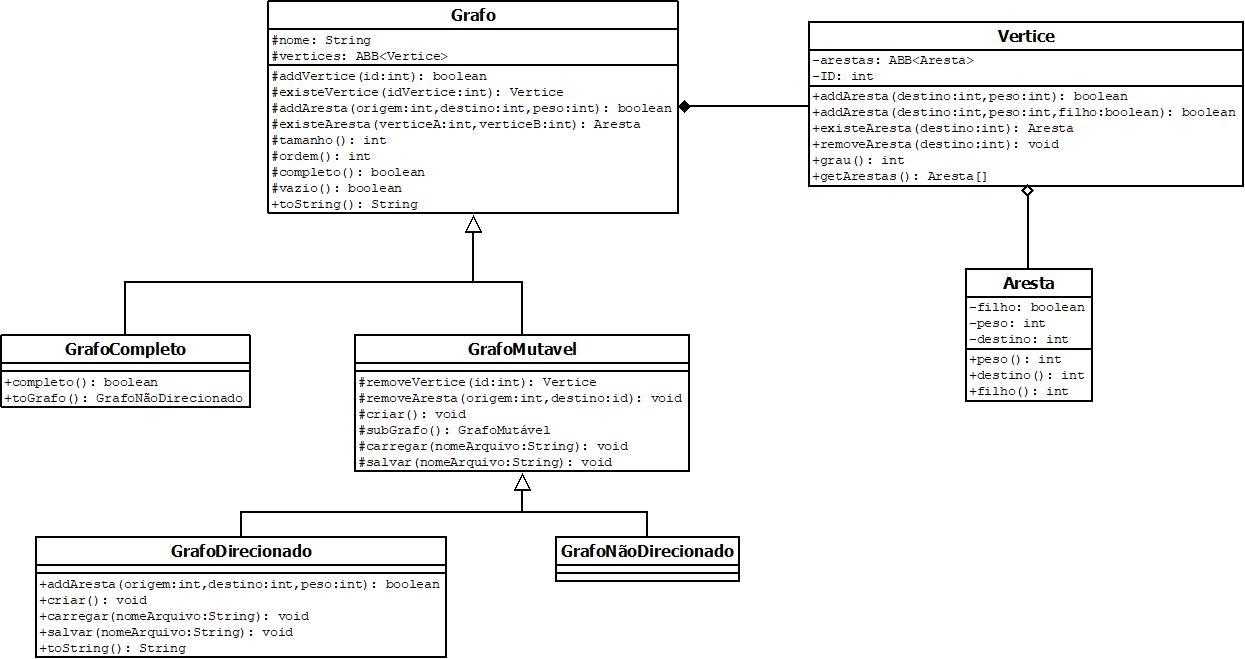 Grafo
#nome: String
#vertices: ABB<Vertice>
#addVertice(id:int): boolean
#existeVertice(idVertice:int): Vertice
#addAresta(origem:int,destino:int,peso:int): boolean
#existeAresta(verticeA:int,verticeB:int): Aresta
#tamanho(): int
#ordem(): int
#completo(): boolean
#vazio(): boolean
+toString(): String
Vertice
-arestas: ABB<Aresta>
-ID: int
+addAresta(destino:int,peso:int): boolean
+addAresta(destino:int,peso:int,filho:boolean): boolean
+existeAresta(destino:int): Aresta
+removeAresta(destino:int): void
+grau(): int
+getArestas(): Aresta[]
Aresta
-filho: boolean
-peso: int
-destino: int
+peso(): int
+destino(): int
+filho(): int
GrafoCompleto
+completo(): boolean
+toGrafo(): GrafoNãoDirecionado
GrafoMutavel
#removeVertice(id:int): Vertice
#removeAresta(origem:int,destino:id): void
#criar(): void
#subGrafo(): GrafoMutável
#carregar(nomeArquivo:String): void
#salvar(nomeArquivo:String): void
GrafoDirecionado
+addAresta(origem:int,destino:int,peso:int): boolean
+criar(): void
+carregar(nomeArquivo:String): void
+salvar(nomeArquivo:String): void
+toString(): String
GrafoNãoDirecionado